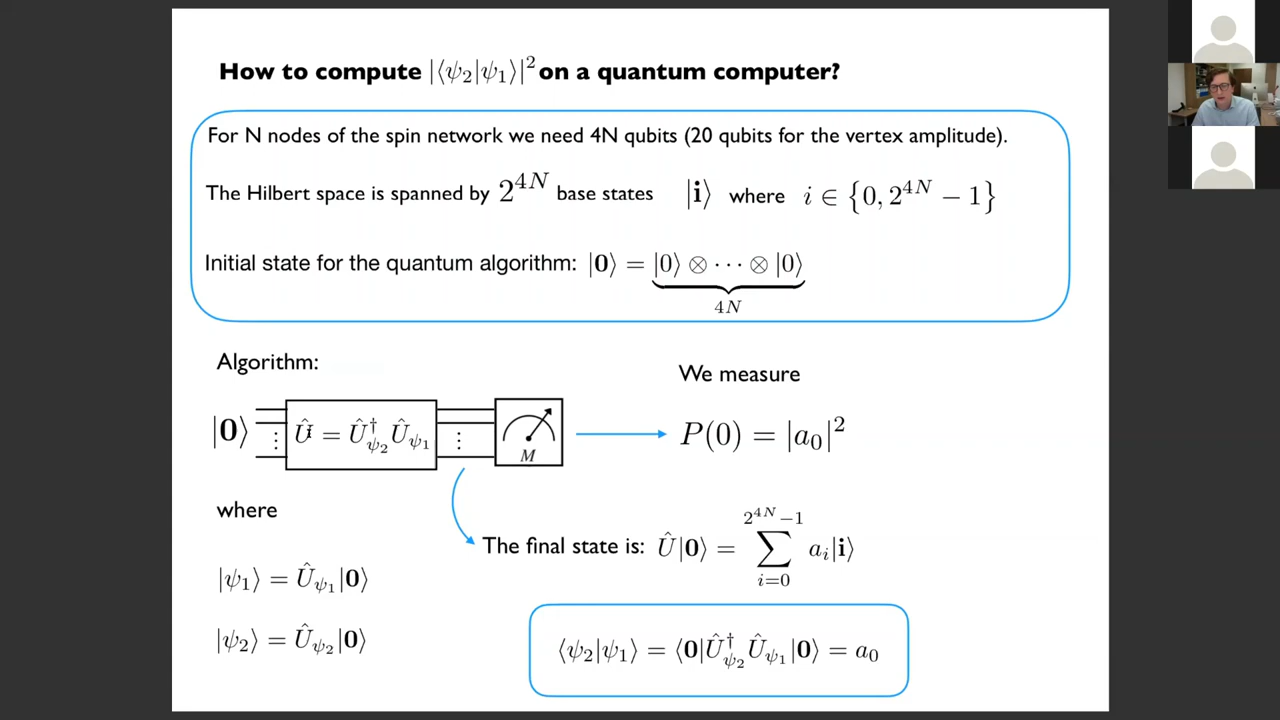 How to compute |⟨ψ₂|ψ₁⟩|² on a quantum computer?
For N nodes of the spin network we need 4N qubits (20 qubits for the vertex amplitude).
The Hilbert space is spanned by 2^{4N} base states |i⟩ where i ∈ {0, 2^{4N} − 1}
Initial state for the quantum algorithm: |0⟩ = |0⟩ ⊗ ⋯ ⊗ |0⟩
4N
Algorithm:
We measure
|0⟩ ⋮ Û = Û†_{ψ₂} Û_{ψ₁} ⋮ M P(0) = |a₀|²
where
The final state is: Û|0⟩ = ∑_{i=0}^{2^{4N}−1} aᵢ|i⟩
|ψ₁⟩ = Û_{ψ₁}|0⟩
|ψ₂⟩ = Û_{ψ₂}|0⟩
⟨ψ₂|ψ₁⟩ = ⟨0|Û†_{ψ₂} Û_{ψ₁}|0⟩ = a₀